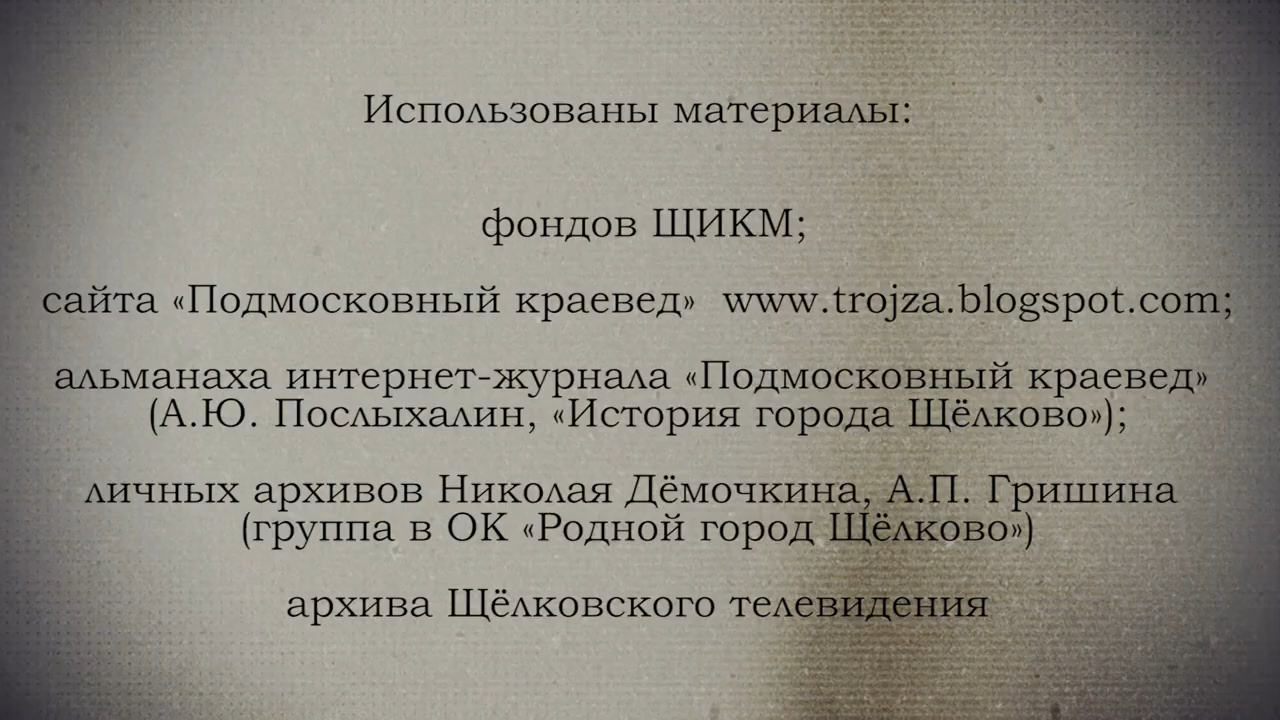 Использованы материалы:
фондов ЩИКМ;
сайта «Подмосковный краевед» www.trojza.blogspot.com;
альманаха интернет-журнала «Подмосковный краевед»
(А.Ю. Послыхалин, «История города Щёлково»);
личных архивов Николая Дёмочкина, А.П. Гришина
(группа в ОК «Родной город Щёлково»)
архива Щёлковского телевидения